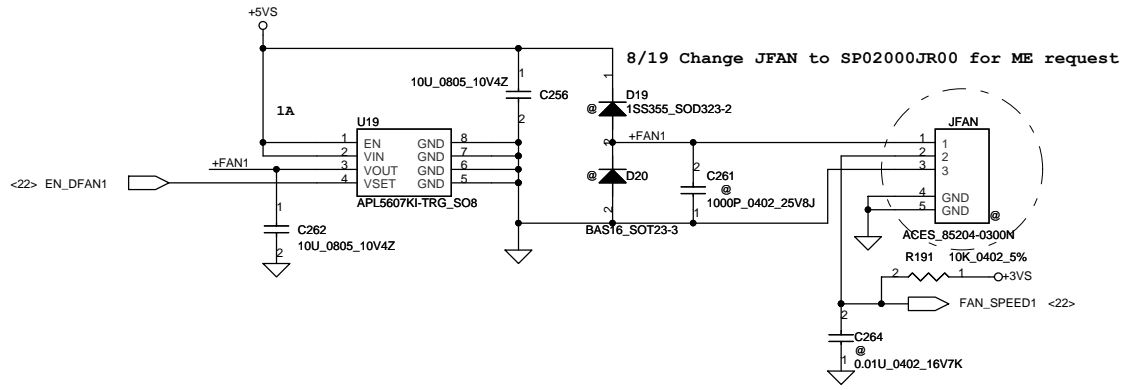 +5VS
8/19 Change JFAN to SP02000JR00 for ME request
10U_0805_10V4Z
1
2
C256
1
D19
@
1SS355_SOD323-2
1A
U19
JFAN
1 EN GND 8
2 VIN GND 7
3 VOUT GND 6
4 VSET GND 5
APL5607KI-TRG_SO8
+FAN1
+FAN1
<22> EN_DFAN1
1
C262
10U_0805_10V4Z
2
@
D20
2
BAS16_SOT23-3
2
C261
@
1000P_0402_25V8J
1
1 1
2 2
3 3
4 GND
5 GND
@
ACES_85204-0300N
R191 10K_0402_5%
2 1
+3VS
FAN_SPEED1 <22>
2
C264
@
1
0.01U_0402_16V7K